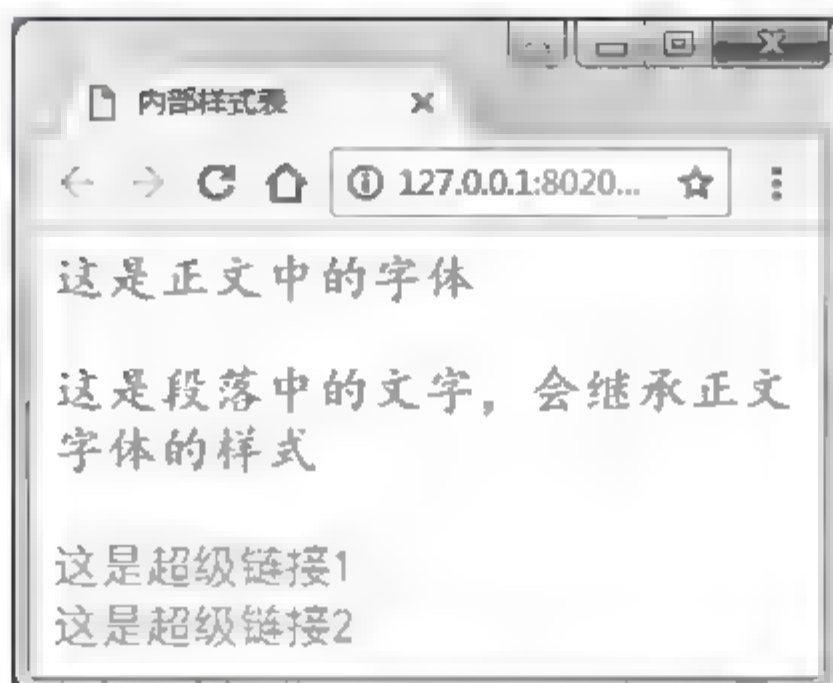 内部样式表
127.0.0.1:8020...
这是正文中的字体
这是段落中的文字，会继承正文
字体的样式
这是超级链接1
这是超级链接2